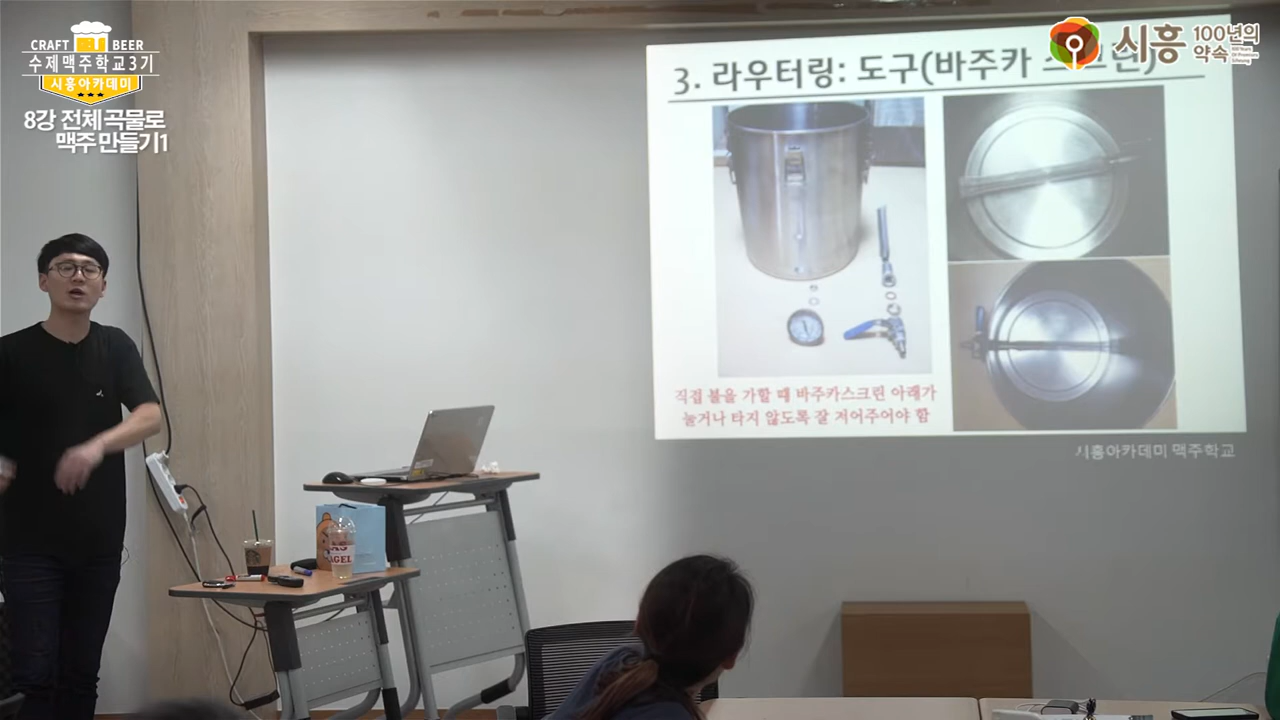 CRAFT BEER
수제맥주학교3기
시흥아카데미
8강 전체 곡물로
맥주 만들기1
시흥 100년의
약속
3. 라우터링: 도구(바주카 스크린)
직접 불을 가할 때 바주카스크린 아래가
눌거나 타지 않도록 잘 저어주어야 함
시흥아카데미 맥주학교
AGEL